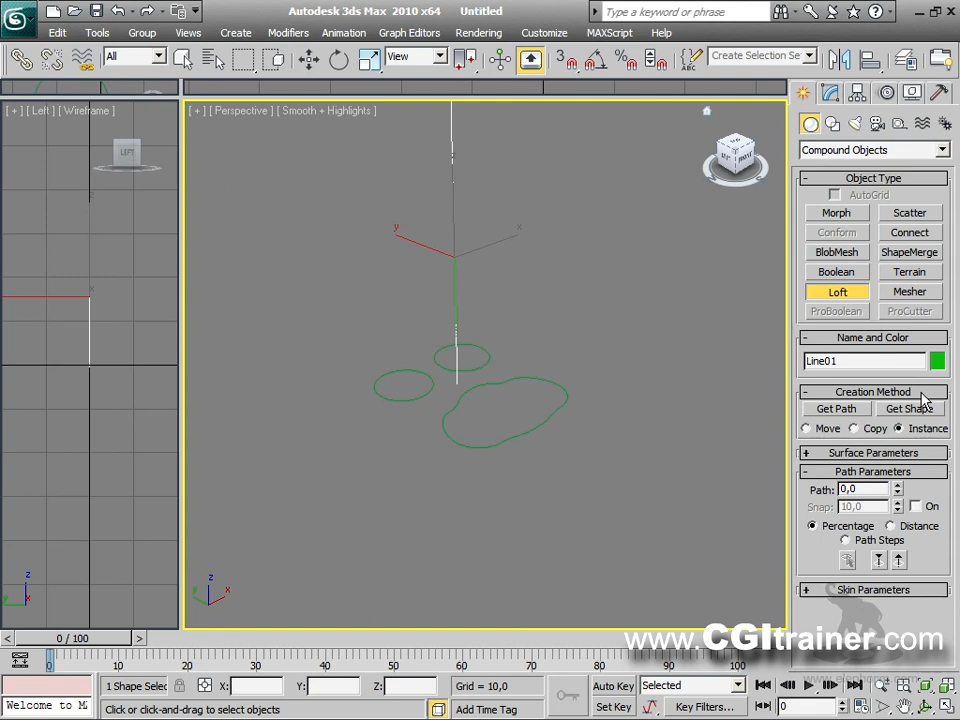 Autodesk 3ds Max 2010 x64 Untitled
Type a keyword or phrase
Edit Tools Group Views Create Modifiers Animation Graph Editors Rendering Customize MAXScript Help
All View 3 Create Selection Se
[ + ] [ Left ] [ Wireframe ]
[ + ] [ Perspective ] [ Smooth + Highlights ]
LEFT
Compound Objects
- Object Type
AutoGrid
Morph Scatter
Conform Connect
BlobMesh ShapeMerge
Boolean Terrain
Loft Mesher
ProBoolean ProCutter
- Name and Color
Line01
- Creation Method
Get Path Get Shape
Move Copy Instance
+ Surface Parameters
- Path Parameters
Path: 0,0
Snap: 10,0 On
Percentage Distance
Path Steps
+ Skin Parameters
y x
x
z x
z x
www.CGItrainer.com
< 0 / 100 >
0 10 20 30 40 50 60 70 80 90 100
1 Shape Selec X: Y: Z: Grid = 10,0 Auto Key Selected
Welcome to M
Click or click-and-drag to select objects Add Time Tag Set Key Key Filters... 0